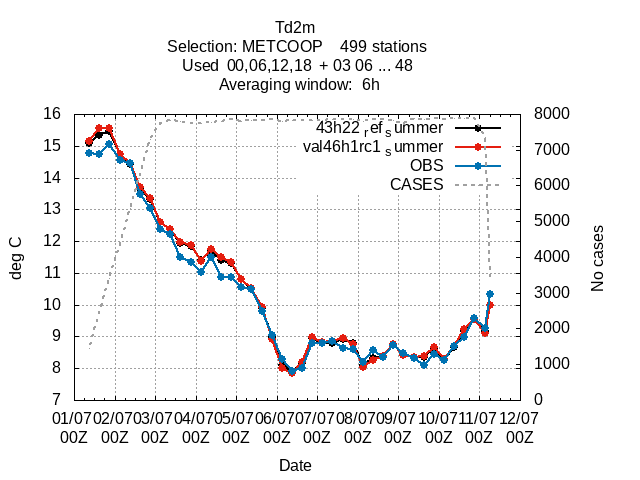 Td2m
Selection: METCOOP 499 stations
Used 00,06,12,18 + 03 06 ... 48
Averaging window: 6h
16
15
14
13
12
11
10
9
8
7
8000
7000
6000
5000
4000
3000
2000
1000
0
deg C
No cases
43h22refsummer
val46h1rc1summer
OBS
CASES
01/07 02/07 03/07 04/07 05/07 06/07 07/07 08/07 09/07 10/07 11/07 12/07
00Z 00Z 00Z 00Z 00Z 00Z 00Z 00Z 00Z 00Z 00Z 00Z
Date